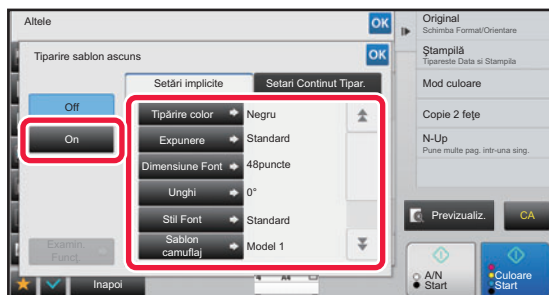 Altele
OK
Tiparire sablon ascuns
OK
Setări implicite
Setari Continut Tipar.
Off
On
Tipărire color
Negru
Expunere
Standard
Dimensiune Font
48puncte
Unghi
0°
Stil Font
Standard
Sablon
camuflaj
Model 1
Examin.
Funcț.
Inapoi
A4
Original
Schimba Format/Orientare
Ştampilă
Tipareste Data si Stampila
Mod culoare
Copie 2 feţe
N-Up
Pune multe pag. intr-una sing.
Previzualiz.
CA
A/N
Start
Culoare
Start